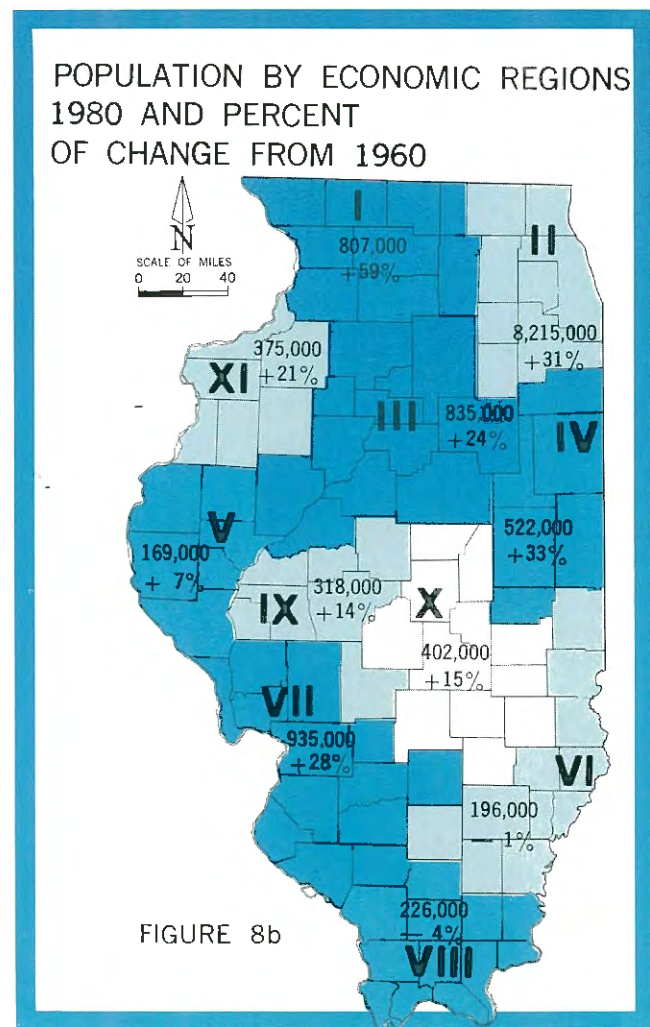 POPULATION BY ECONOMIC REGIONS
1980 AND PERCENT
OF CHANGE FROM 1960
N
SCALE OF MILES
0 20 40
I
807,000
+59%
II
8,215,000
+31%
375,000
+21%
XI
III
835,000
+24%
IV
522,000
+33%
V
169,000
+ 7%
IX
318,000
+14%
X
402,000
+15%
VII
935,000
+28%
VI
196,000
— 1%
226,000
— 4%
VIII
FIGURE 8b